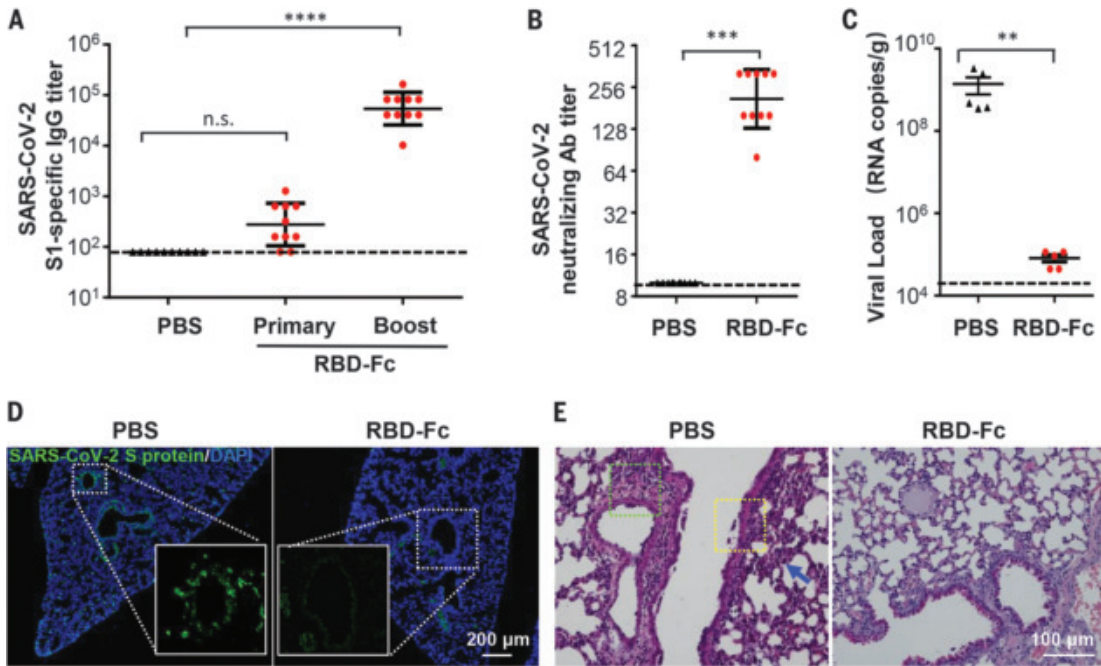 A
SARS-CoV-2
S1-specific IgG titer
10⁶
10⁵
10⁴
10³
10²
10¹
****
n.s.
PBS
Primary
Boost
RBD-Fc
B
SARS-CoV-2
neutralizing Ab titer
512
256
128
64
32
16
8
***
PBS
RBD-Fc
C
Viral Load (RNA copies/g)
10¹⁰
10⁸
10⁶
10⁴
**
PBS
RBD-Fc
D
PBS
RBD-Fc
SARS-CoV-2 S protein/DAPI
200 µm
E
PBS
RBD-Fc
100 µm